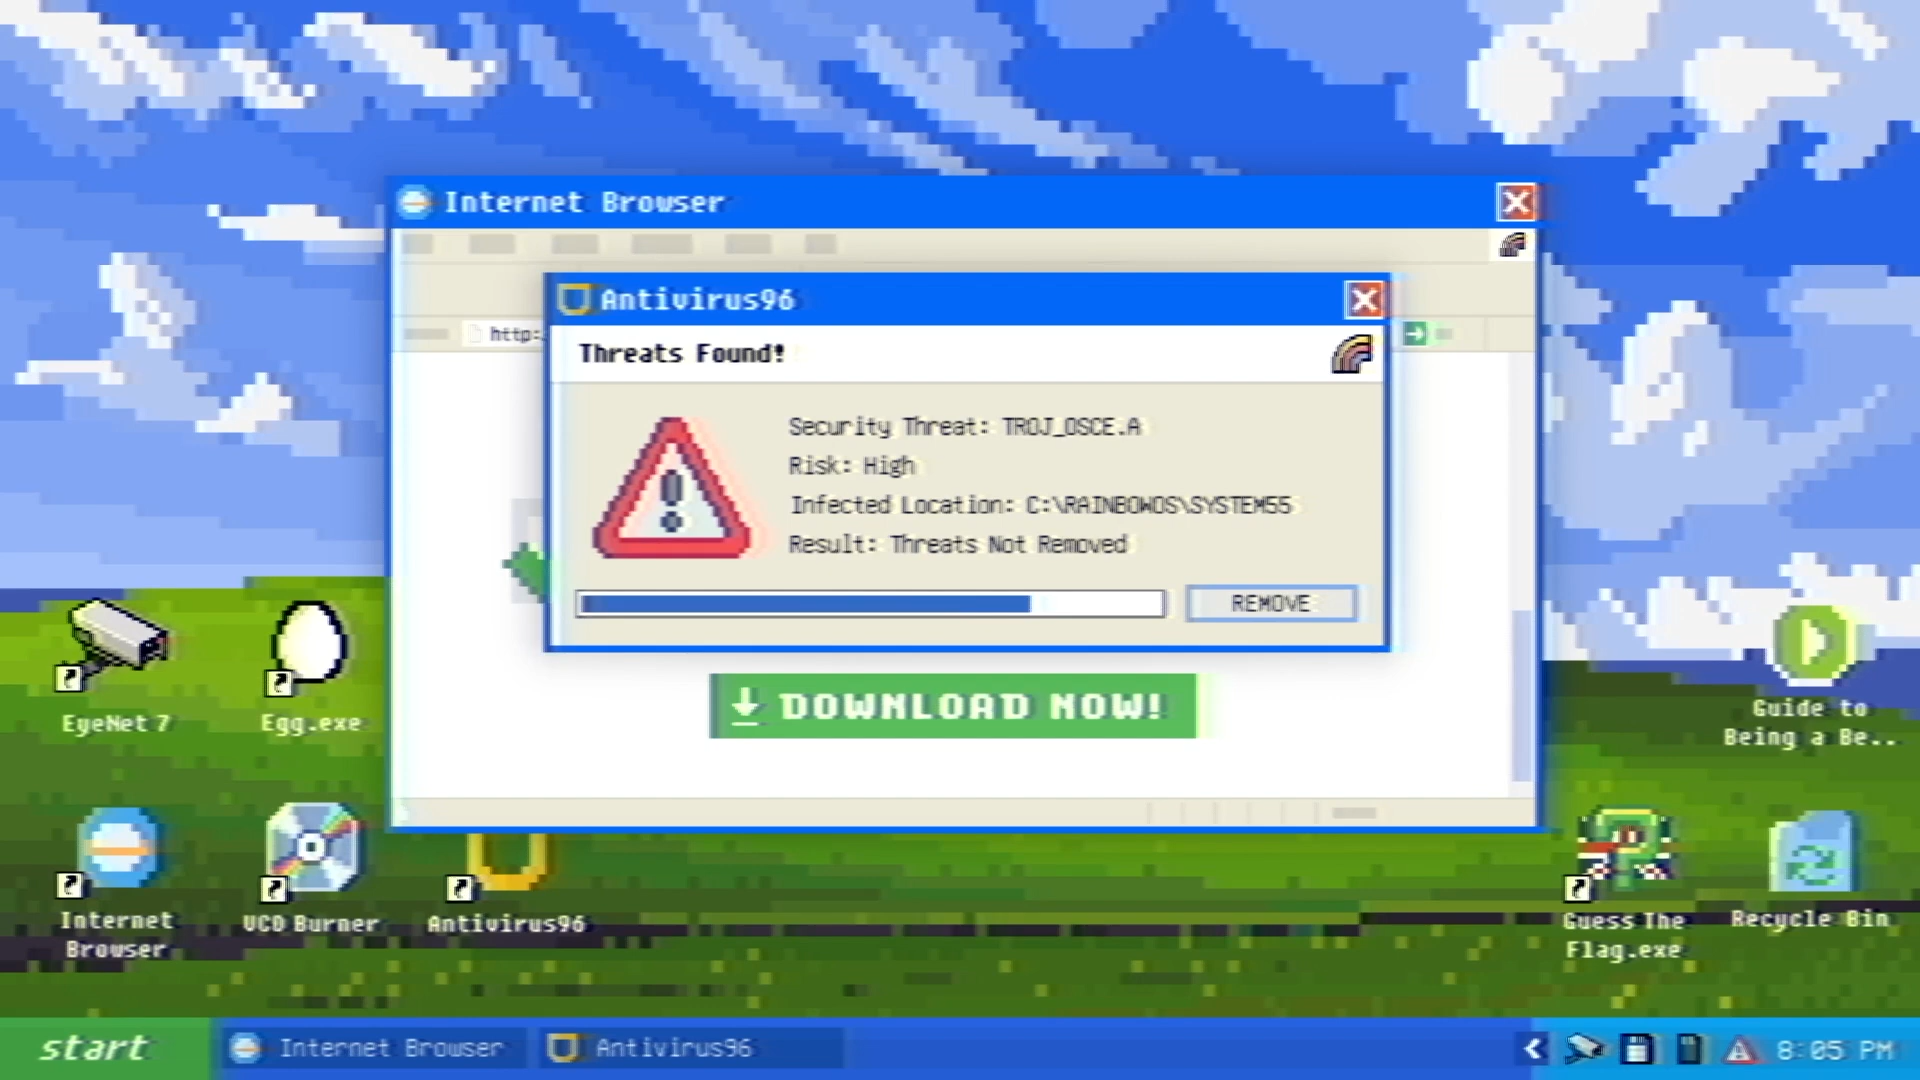 Internet Browser
http:
Antivirus96
Threats Found!
Security Threat: TROJ_OSCE.A
Risk: High
Infected Location: C:\RAINBOWOS\SYSTEM55
Result: Threats Not Removed
REMOVE
DOWNLOAD NOW!
EyeNet 7
Egg.exe
Guide to
Being a Be..
Internet
Browser
VCD Burner
Antivirus96
Guess The
Flag.exe
Recycle Bin
start
Internet Browser
Antivirus96
8:05 PM